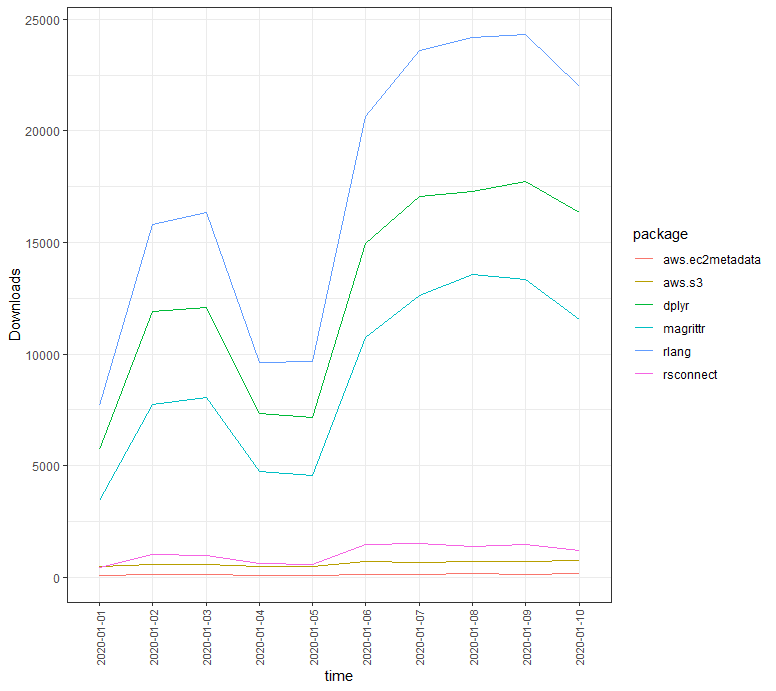 25000
20000
15000
10000
5000
0
Downloads
2020-01-01
2020-01-02
2020-01-03
2020-01-04
2020-01-05
2020-01-06
2020-01-07
2020-01-08
2020-01-09
2020-01-10
time
package
aws.ec2metadata
aws.s3
dplyr
magrittr
rlang
rsconnect